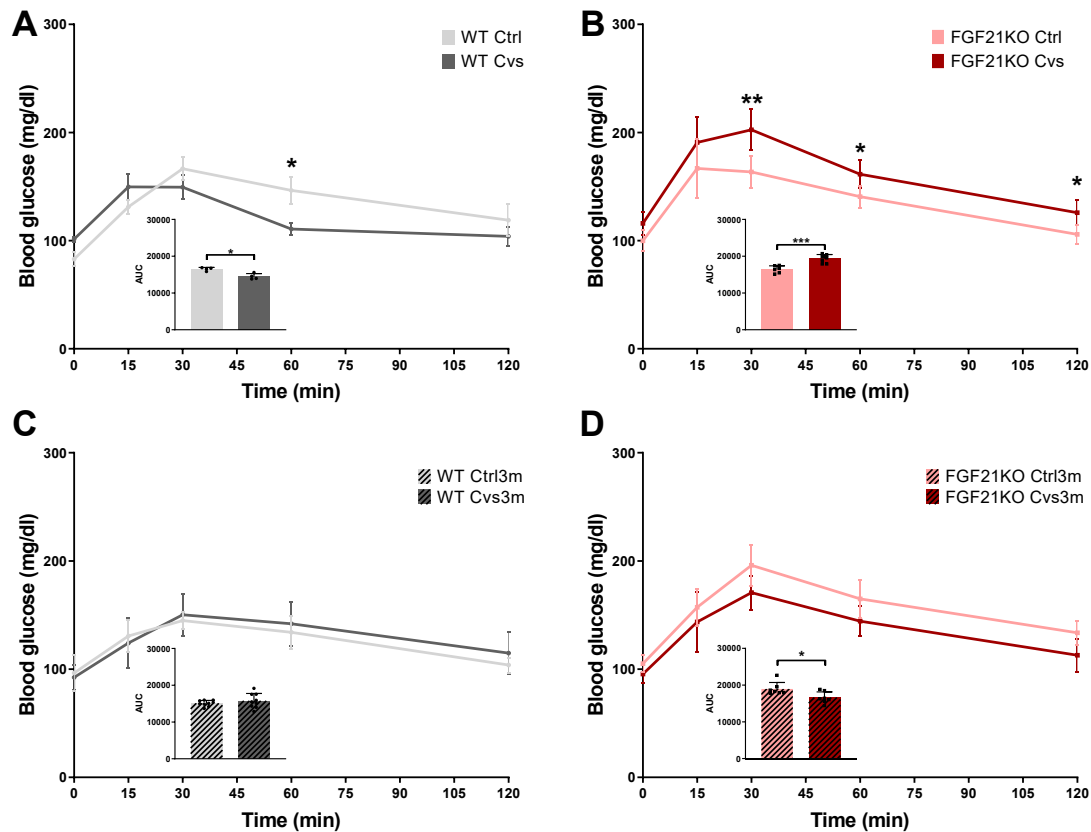 A
300
200
100
0
Blood glucose (mg/dl)
WT Ctrl
WT Cvs
*
30000
20000
10000
0
AUC
*
0 15 30 45 60 75 90 105 120
Time (min)
B
300
200
100
0
Blood glucose (mg/dl)
FGF21KO Ctrl
FGF21KO Cvs
**
*
*
30000
20000
10000
0
AUC
***
0 15 30 45 60 75 90 105 120
Time (min)
C
300
200
100
0
Blood glucose (mg/dl)
WT Ctrl3m
WT Cvs3m
30000
20000
10000
0
AUC
0 15 30 45 60 75 90 105 120
Time (min)
D
300
200
100
0
Blood glucose (mg/dl)
FGF21KO Ctrl3m
FGF21KO Cvs3m
30000
20000
10000
0
AUC
*
0 15 30 45 60 75 90 105 120
Time (min)